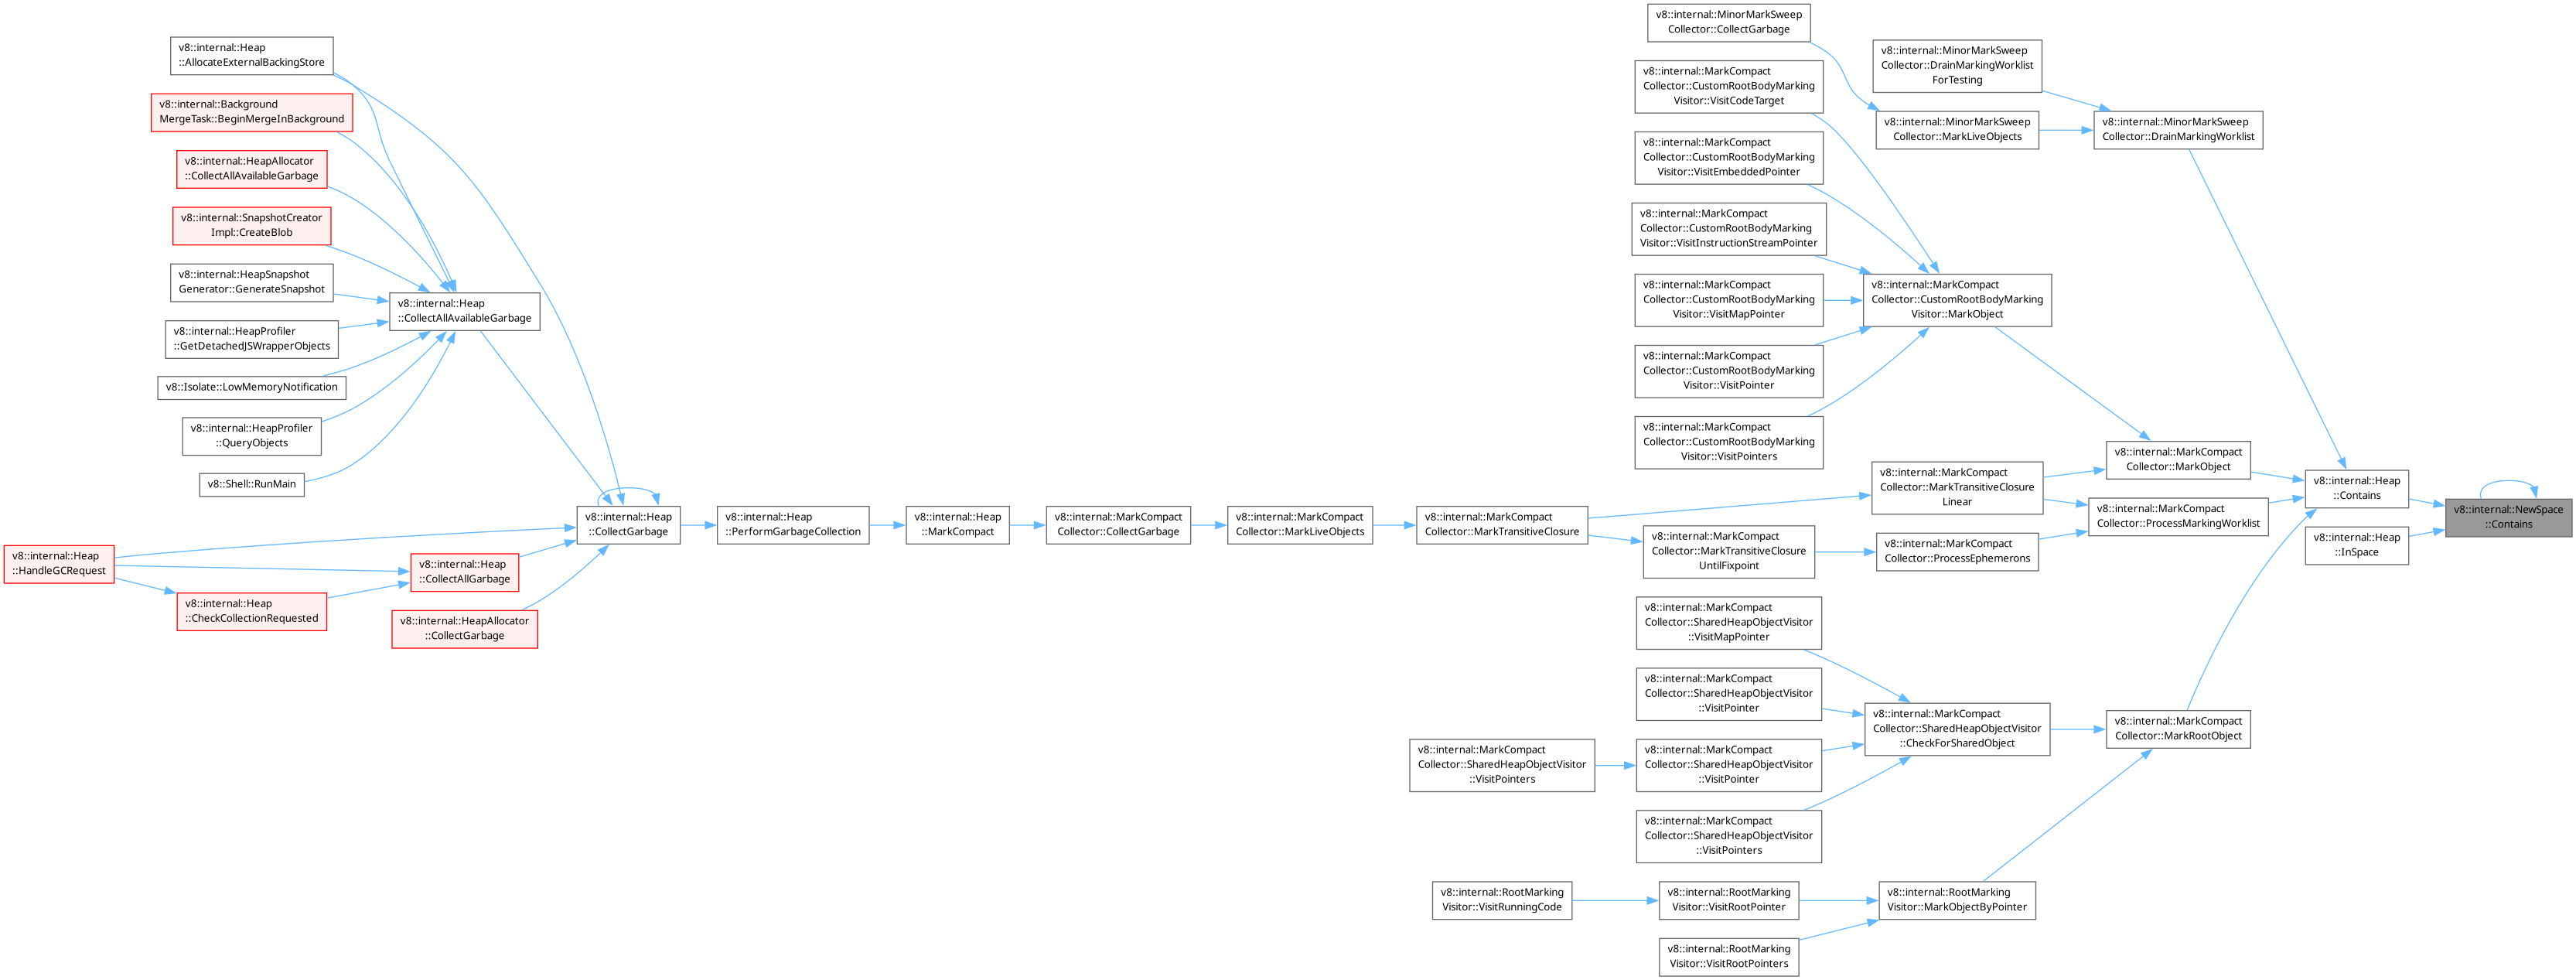 v8::internal::Heap
::AllocateExternalBackingStore
v8::internal::Background
MergeTask::BeginMergeInBackground
v8::internal::HeapAllocator
::CollectAllAvailableGarbage
v8::internal::SnapshotCreator
Impl::CreateBlob
v8::internal::HeapSnapshot
Generator::GenerateSnapshot
v8::internal::HeapProfiler
::GetDetachedJSWrapperObjects
v8::Isolate::LowMemoryNotification
v8::internal::HeapProfiler
::QueryObjects
v8::Shell::RunMain
v8::internal::Heap
::HandleGCRequest
v8::internal::Heap
::CheckCollectionRequested
v8::internal::Heap
::CollectAllAvailableGarbage
v8::internal::Heap
::CollectAllGarbage
v8::internal::HeapAllocator
::CollectGarbage
v8::internal::Heap
::CollectGarbage
v8::internal::Heap
::PerformGarbageCollection
v8::internal::Heap
::MarkCompact
v8::internal::MarkCompact
Collector::CollectGarbage
v8::internal::MarkCompact
Collector::MarkLiveObjects
v8::internal::MarkCompact
Collector::MarkTransitiveClosure
v8::internal::MarkCompact
Collector::SharedHeapObjectVisitor
::VisitPointers
v8::internal::RootMarking
Visitor::VisitRunningCode
v8::internal::MinorMarkSweep
Collector::CollectGarbage
v8::internal::MarkCompact
Collector::CustomRootBodyMarking
Visitor::VisitCodeTarget
v8::internal::MarkCompact
Collector::CustomRootBodyMarking
Visitor::VisitEmbeddedPointer
v8::internal::MarkCompact
Collector::CustomRootBodyMarking
Visitor::VisitInstructionStreamPointer
v8::internal::MarkCompact
Collector::CustomRootBodyMarking
Visitor::VisitMapPointer
v8::internal::MarkCompact
Collector::CustomRootBodyMarking
Visitor::VisitPointer
v8::internal::MarkCompact
Collector::CustomRootBodyMarking
Visitor::VisitPointers
v8::internal::MarkCompact
Collector::MarkTransitiveClosure
UntilFixpoint
v8::internal::MarkCompact
Collector::SharedHeapObjectVisitor
::VisitMapPointer
v8::internal::MarkCompact
Collector::SharedHeapObjectVisitor
::VisitPointer
v8::internal::MarkCompact
Collector::SharedHeapObjectVisitor
::VisitPointer
v8::internal::MarkCompact
Collector::SharedHeapObjectVisitor
::VisitPointers
v8::internal::RootMarking
Visitor::VisitRootPointer
v8::internal::RootMarking
Visitor::VisitRootPointers
v8::internal::MinorMarkSweep
Collector::DrainMarkingWorklist
ForTesting
v8::internal::MinorMarkSweep
Collector::MarkLiveObjects
v8::internal::MarkCompact
Collector::CustomRootBodyMarking
Visitor::MarkObject
v8::internal::MarkCompact
Collector::MarkTransitiveClosure
Linear
v8::internal::MarkCompact
Collector::ProcessEphemerons
v8::internal::MarkCompact
Collector::SharedHeapObjectVisitor
::CheckForSharedObject
v8::internal::RootMarking
Visitor::MarkObjectByPointer
v8::internal::MinorMarkSweep
Collector::DrainMarkingWorklist
v8::internal::MarkCompact
Collector::MarkObject
v8::internal::MarkCompact
Collector::ProcessMarkingWorklist
v8::internal::MarkCompact
Collector::MarkRootObject
v8::internal::Heap
::Contains
v8::internal::Heap
::InSpace
v8::internal::NewSpace
::Contains